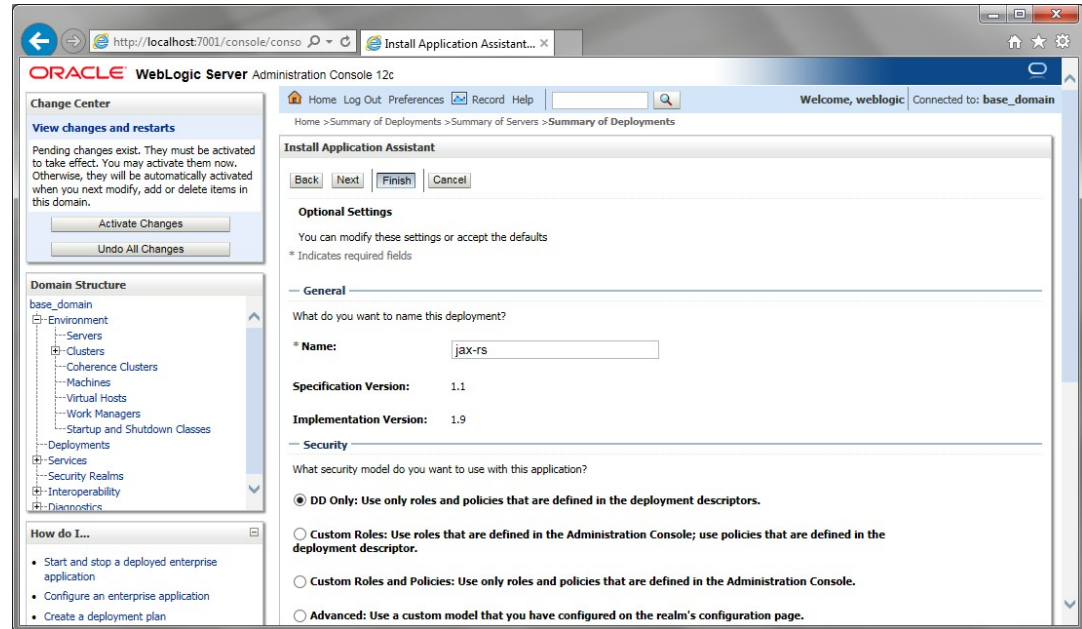 http://localhost:7001/console/conso
Install Application Assistant...
ORACLE WebLogic Server Administration Console 12c
Change Center
View changes and restarts
Pending changes exist. They must be activated
to take effect. You may activate them now.
Otherwise, they will be automatically activated
when you next modify, add or delete items in
this domain.
Activate Changes
Undo All Changes
Domain Structure
base_domain
Environment
Servers
Clusters
Coherence Clusters
Machines
Virtual Hosts
Work Managers
Startup and Shutdown Classes
Deployments
Services
Security Realms
Interoperability
Diagnostics
How do I...
Start and stop a deployed enterprise
application
Configure an enterprise application
Create a deployment plan
Home Log Out Preferences Record Help
Welcome, weblogic Connected to: base_domain
Home >Summary of Deployments >Summary of Servers >Summary of Deployments
Install Application Assistant
Back Next Finish Cancel
Optional Settings
You can modify these settings or accept the defaults
* Indicates required fields
General
What do you want to name this deployment?
* Name: jax-rs
Specification Version: 1.1
Implementation Version: 1.9
Security
What security model do you want to use with this application?
DD Only: Use only roles and policies that are defined in the deployment descriptors.
Custom Roles: Use roles that are defined in the Administration Console; use policies that are defined in the
deployment descriptor.
Custom Roles and Policies: Use only roles and policies that are defined in the Administration Console.
Advanced: Use a custom model that you have configured on the realm's configuration page.